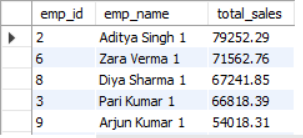 emp_id emp_name total_sales
2 Aditya Singh 1 79252.29
6 Zara Verma 1 71562.76
8 Diya Sharma 1 67241.85
3 Pari Kumar 1 66818.39
9 Arjun Kumar 1 54018.31